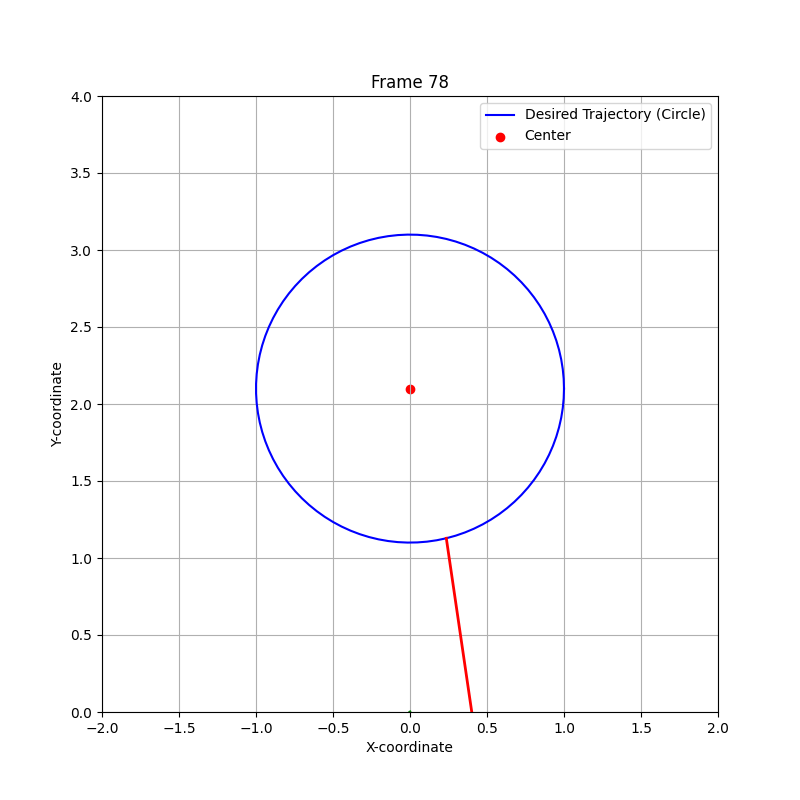 Frame 78
Desired Trajectory (Circle)
Center
4.0
3.5
3.0
2.5
2.0
1.5
1.0
0.5
0.0
Y-coordinate
−2.0 −1.5 −1.0 −0.5 0.0 0.5 1.0 1.5 2.0
X-coordinate